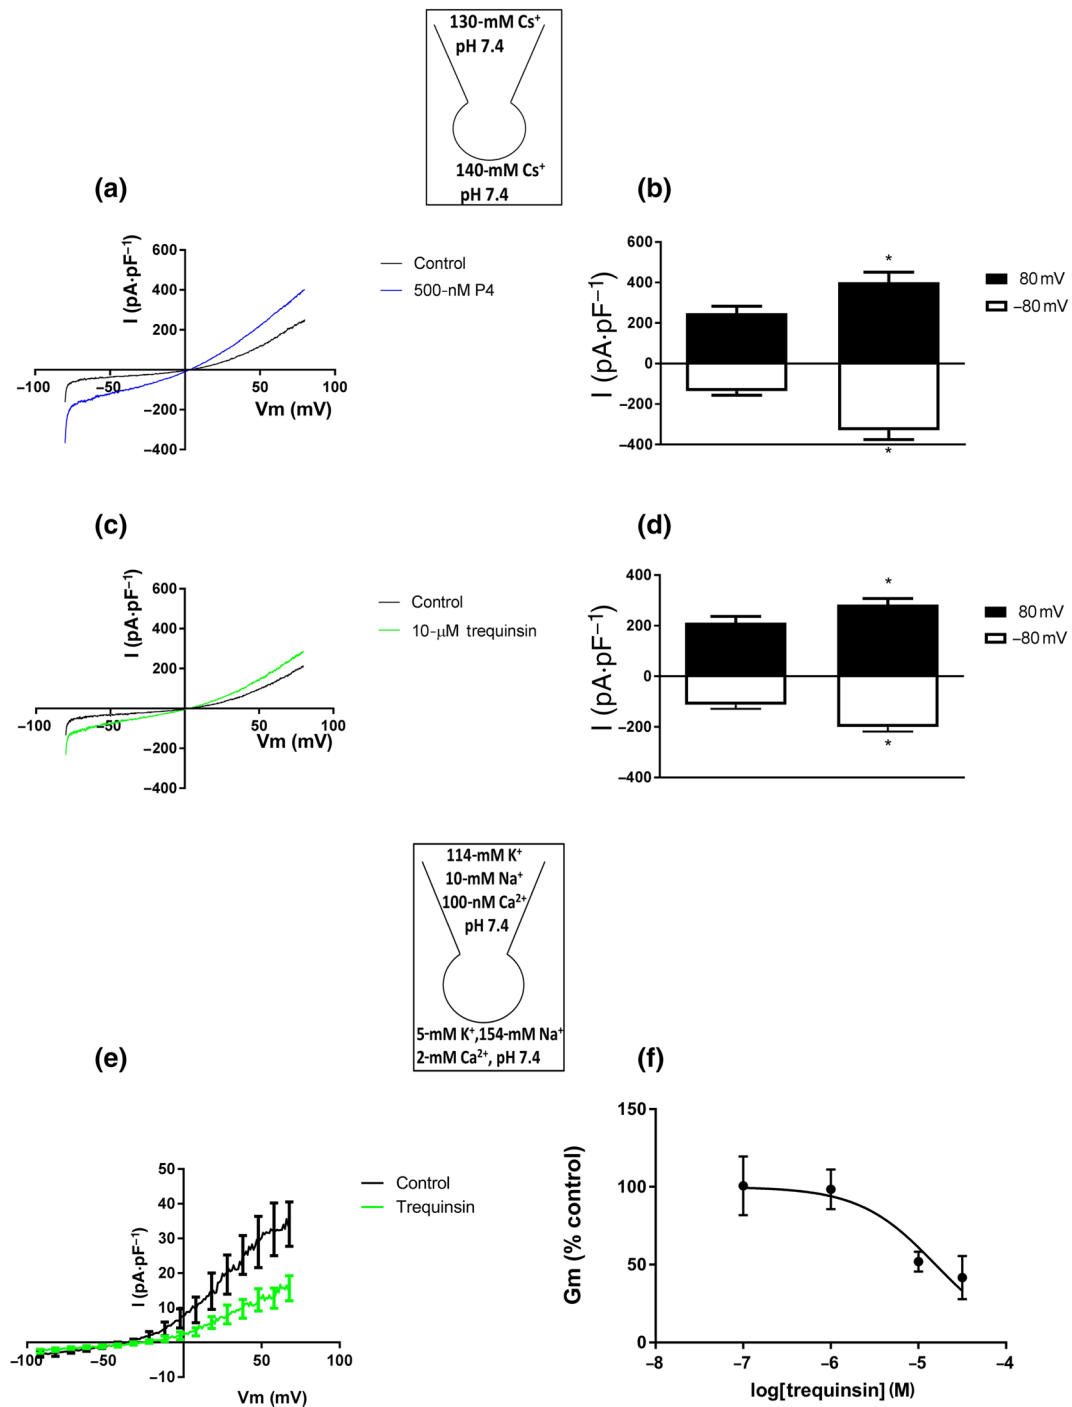 130-mM Cs⁺
pH 7.4
140-mM Cs⁺
pH 7.4
(a)
I (pA·pF⁻¹)
600
400
200
−200
−400
−100
−50
50
100
Vm (mV)
Control
500-nM P4
(b)
I (pA·pF⁻¹)
600
400
200
0
−200
−400
*
*
80 mV
−80 mV
(c)
I (pA·pF⁻¹)
600
400
200
−200
−400
−100
−50
50
100
Vm (mV)
Control
10-μM trequinsin
(d)
I (pA·pF⁻¹)
400
200
0
−200
−400
*
*
80 mV
−80 mV
114-mM K⁺
10-mM Na⁺
100-nM Ca²⁺
pH 7.4
5-mM K⁺,154-mM Na⁺
2-mM Ca²⁺, pH 7.4
(e)
I (pA·pF⁻¹)
50
40
30
20
10
−10
−100
−50
50
100
Vm (mV)
Control
Trequinsin
(f)
Gm (% control)
150
100
50
0
−8
−7
−6
−5
−4
log[trequinsin] (M)